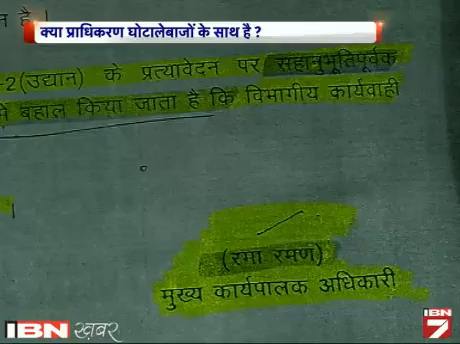 न है ।
क्या प्राधिकरण घोटालेबाजों के साथ है ?
-2(उद्यान) के प्रत्यावेदन पर सहानुभूतिपूर्वक
से बहाल किया जाता है कि विभागीय कार्यवाही
।
(रमा रमण)
मुख्य कार्यपालक अधिकारी
IBN ख़बर
IBN
7